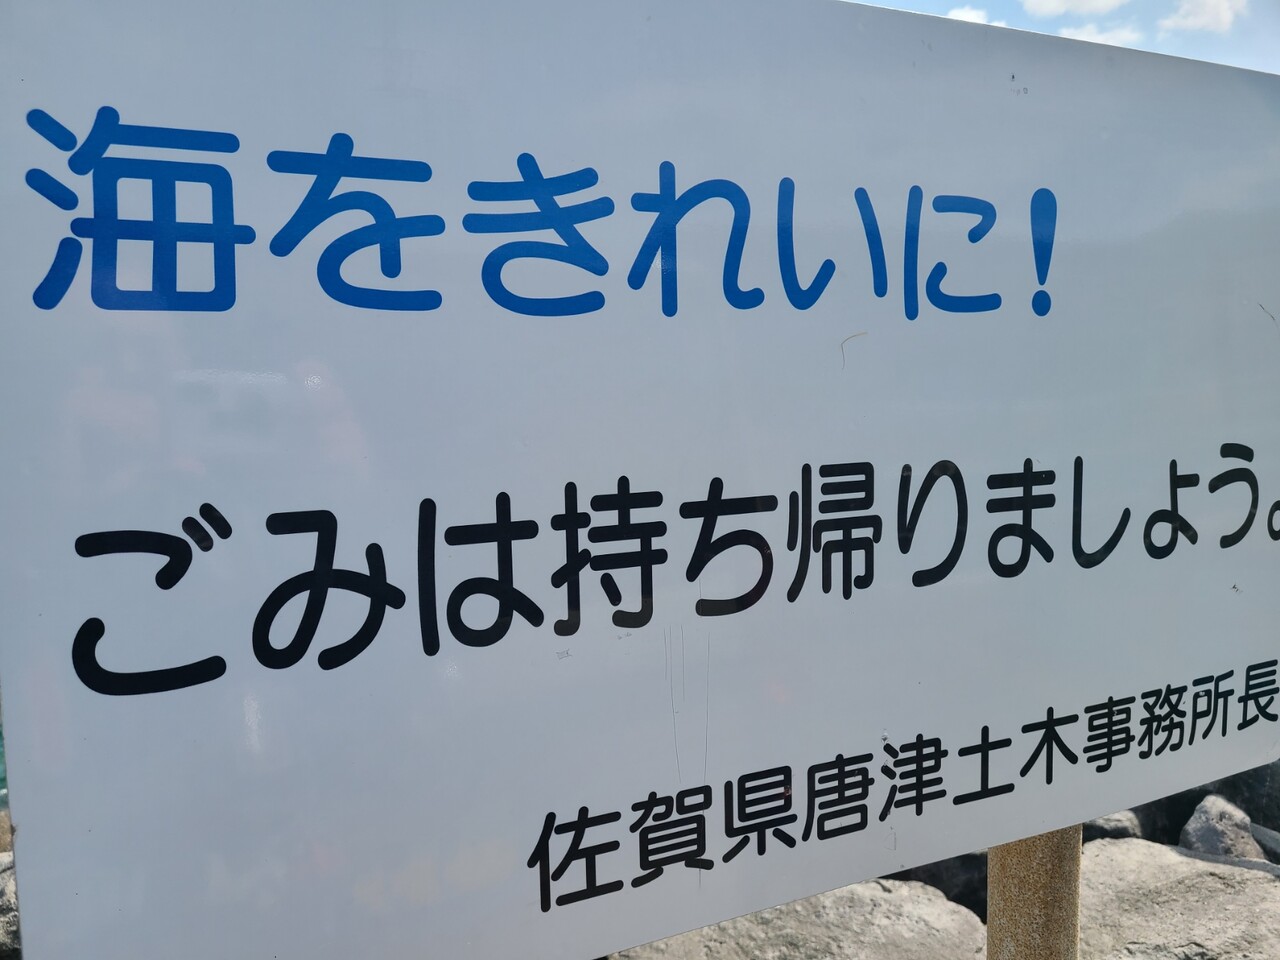 海をきれいに!
ごみは持ち帰りましょう。
佐賀県唐津土木事務所長